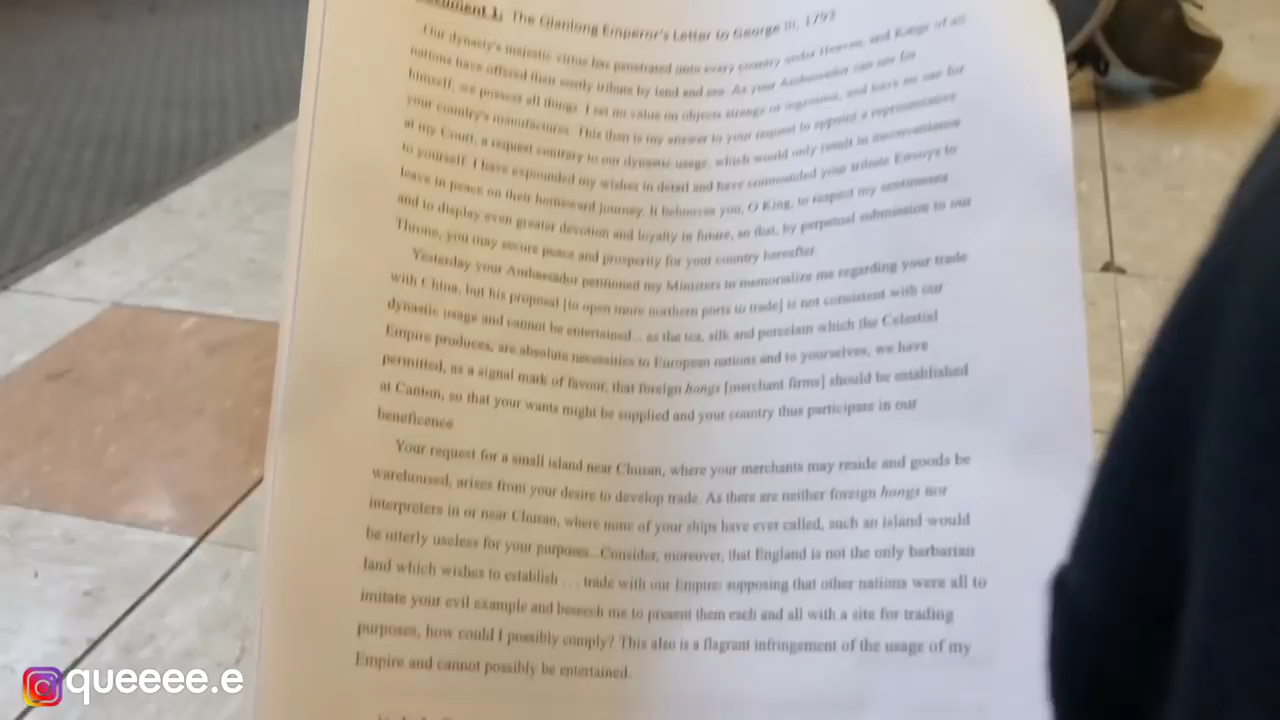 Document 1: The Qianlong Emperor's Letter to George III, 1793
Our dynasty's majestic virtue has penetrated unto every country under Heaven, and Kings of all
nations have offered their costly tribute by land and sea. As your Ambassador can see for
himself, we possess all things. I set no value on objects strange or ingenious, and have no use for
your country's manufactures. This then is my answer to your request to appoint a representative
at my Court, a request contrary to our dynastic usage, which would only result in inconvenience
to yourself. I have expounded my wishes in detail and have commanded your tribute Envoys to
leave in peace on their homeward journey. It behooves you, O King, to respect my sentiments
and to display even greater devotion and loyalty in future, so that, by perpetual submission to our
Throne, you may secure peace and prosperity for your country hereafter.
Yesterday your Ambassador petitioned my Ministers to memorialize me regarding your trade
with China, but his proposal [to open more northern ports to trade] is not consistent with our
dynastic usage and cannot be entertained... as the tea, silk and porcelain which the Celestial
Empire produces, are absolute necessities to European nations and to yourselves, we have
permitted, as a signal mark of favour, that foreign hongs [merchant firms] should be established
at Canton, so that your wants might be supplied and your country thus participate in our
beneficence.
Your request for a small island near Chusan, where your merchants may reside and goods be
warehoused, arises from your desire to develop trade. As there are neither foreign hongs nor
interpreters in or near Chusan, where none of your ships have ever called, such an island would
be utterly useless for your purposes...Consider, moreover, that England is not the only barbarian
land which wishes to establish . . . trade with our Empire: supposing that other nations were all to
imitate your evil example and beseech me to present them each and all with a site for trading
purposes, how could I possibly comply? This also is a flagrant infringement of the usage of my
Empire and cannot possibly be entertained.
queeee.e